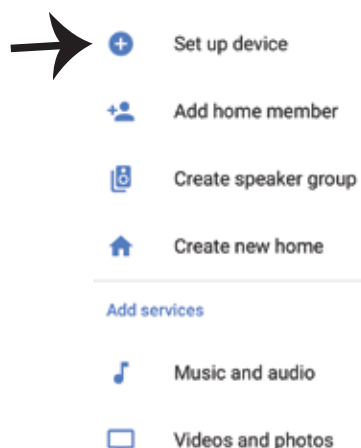 Set up device
Add home member
Create speaker group
Create new home
Add services
Music and audio
Videos and photos